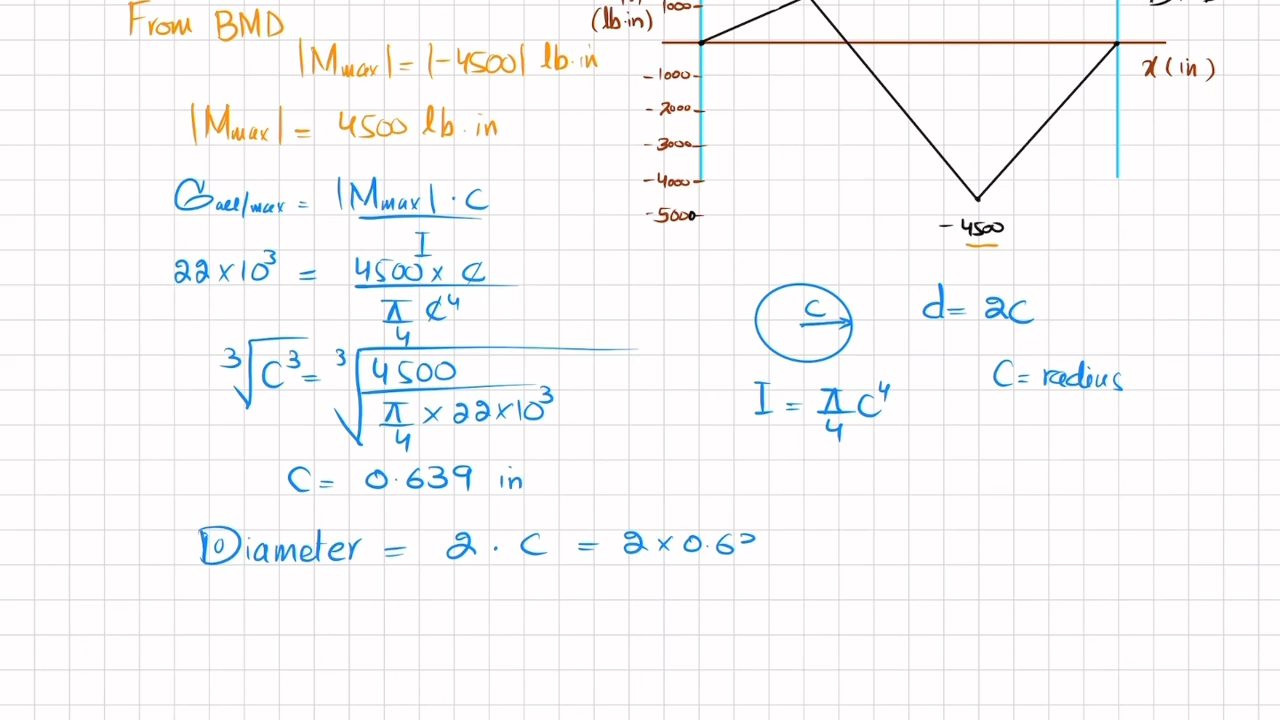 From BMD
|Mmax| = |-4500| lb.in
|Mmax| = 4500 lb.in
σall/max = |Mmax| · C / I
22×10³ = 4500 × C / π/4 C⁴
³√C³ = ³√4500 / π/4 × 22×10³
C = 0.639 in
Diameter = 2 · C = 2 × 0.6
(lb.in)
1000
-1000
-2000
-3000
-4000
-5000
x (in)
-4500
C
d = 2C
C = radius
I = π/4 C⁴